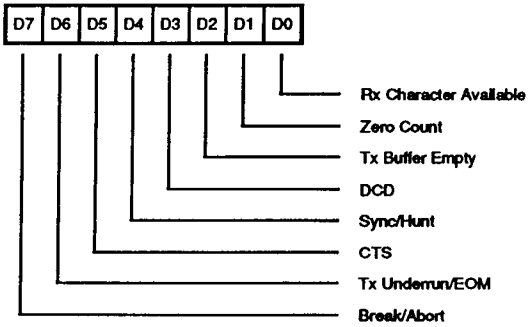 D7 D6 D5 D4 D3 D2 D1 D0
Rx Character Available
Zero Count
Tx Buffer Empty
DCD
Sync/Hunt
CTS
Tx Underrun/EOM
Break/Abort